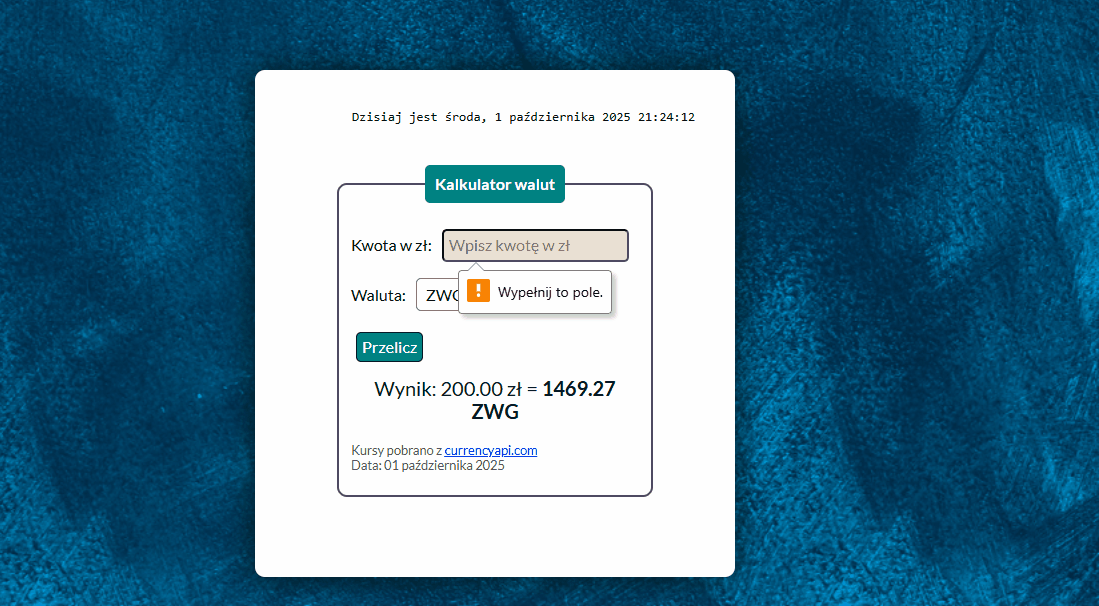 Dzisiaj jest środa, 1 października 2025 21:24:12
Kalkulator walut
Kwota w zł: Wpisz kwotę w zł
Waluta: ZWG
Wypełnij to pole.
Przelicz
Wynik: 200.00 zł = 1469.27
ZWG
Kursy pobrano z currencyapi.com
Data: 01 października 2025